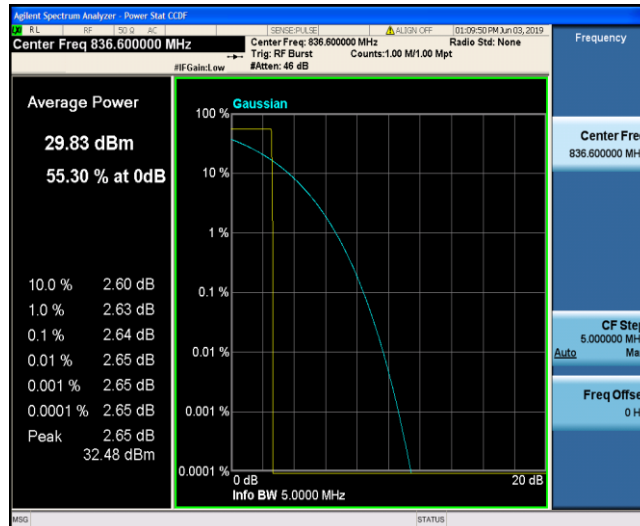 Agilent Spectrum Analyzer - Power Stat CCDF
RL RF 50 Ω AC SENSE:PULSE ALIGN OFF 01:09:50 PM Jun 03, 2019
Center Freq 836.600000 MHz
Center Freq: 836.600000 MHz Radio Std: None
Trig: RF Burst Counts:1.00 M/1.00 Mpt
#IFGain:Low #Atten: 46 dB
Frequency
Average Power
29.83 dBm
55.30 % at 0dB
10.0 % 2.60 dB
1.0 % 2.63 dB
0.1 % 2.64 dB
0.01 % 2.65 dB
0.001 % 2.65 dB
0.0001 % 2.65 dB
Peak 2.65 dB
32.48 dBm
Gaussian
100 %
10 %
1 %
0.1 %
0.01 %
0.001 %
0.0001 %
0 dB 20 dB
Info BW 5.0000 MHz
Center Fre
836.600000 MH
CF Step
5.000000 MH
Auto Ma
Freq Offse
0 H
MSG STATUS